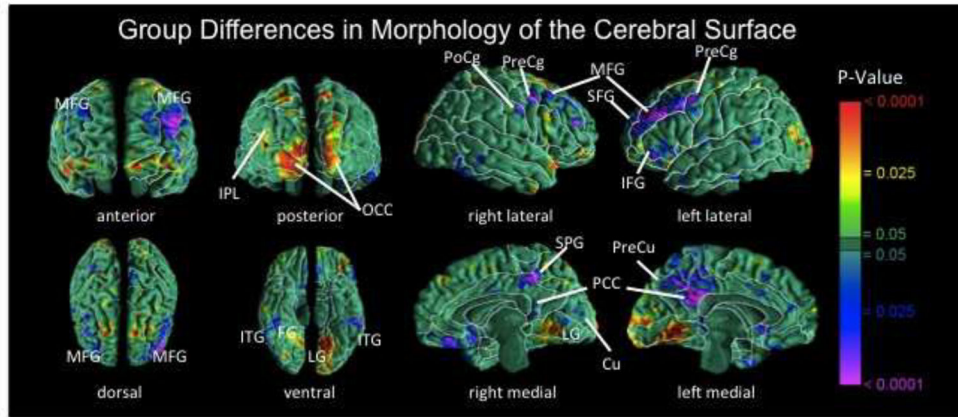 Group Differences in Morphology of the Cerebral Surface
PoCg
PreCg
MFG
PreCg
SFG
P-Value
MFG
MFG
< 0.0001
IPL
OCC
IFG
= 0.025
anterior
posterior
right lateral
left lateral
= 0.05
= 0.05
SPG
PreCu
PCC
= 0.025
ITG
FG
ITG
LG
LG
MFG
MFG
Cu
< 0.0001
dorsal
ventral
right medial
left medial